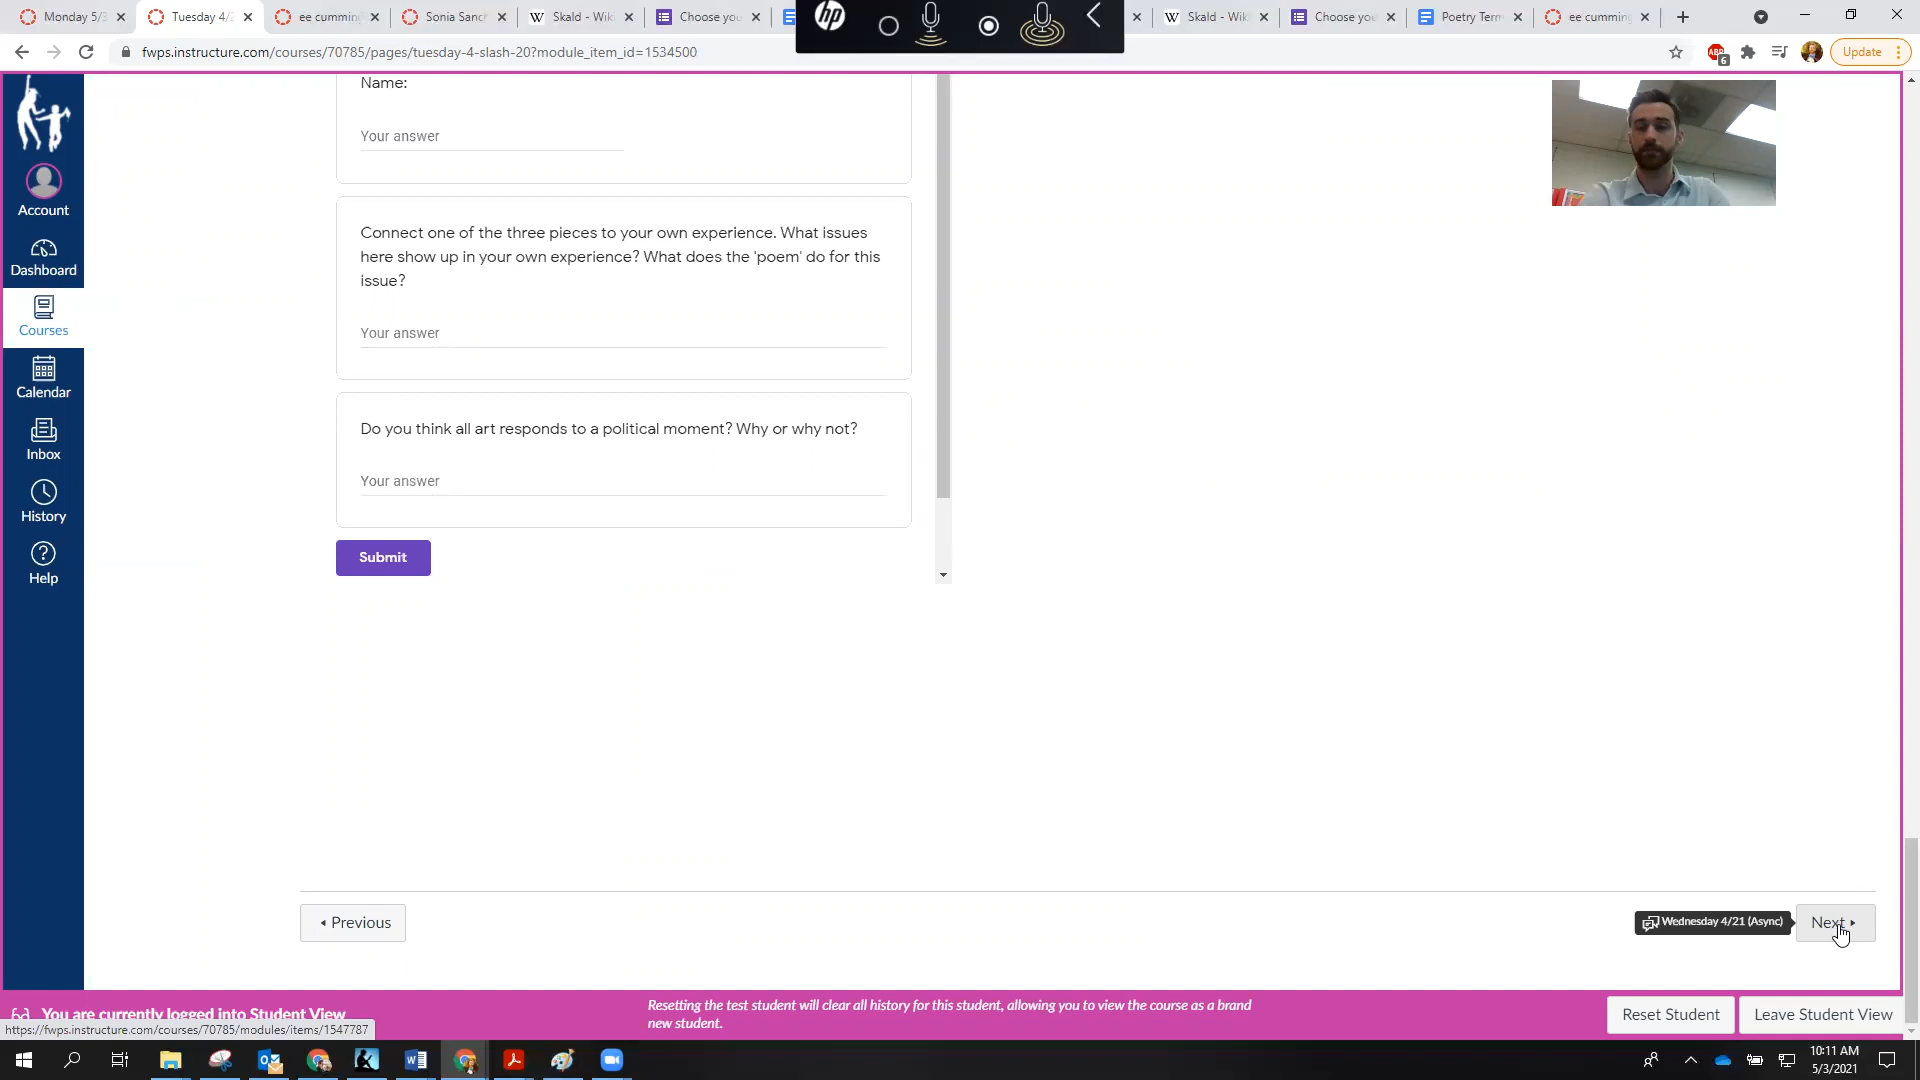 Monday 5/3
Tuesday 4/2
ee cumming
Sonia Sanch
Skald - Wiki
Choose you
Skald - Wiki
Choose you
Poetry Term
ee cumming
hp
fwps.instructure.com/courses/70785/pages/tuesday-4-slash-20?module_item_id=1534500
ABP
6
Update
Name:
Your answer
Account
Connect one of the three pieces to your own experience. What issues
here show up in your own experience? What does the 'poem' do for this
issue?
Dashboard
Your answer
Courses
Calendar
Do you think all art responds to a political moment? Why or why not?
Inbox
Your answer
History
Submit
Help
Previous
Wednesday 4/21 (Async)
Next
You are currently logged into Student View
Resetting the test student will clear all history for this student, allowing you to view the course as a brand
new student.
Reset Student
Leave Student View
https://fwps.instructure.com/courses/70785/modules/items/1547787
10:11 AM
5/3/2021